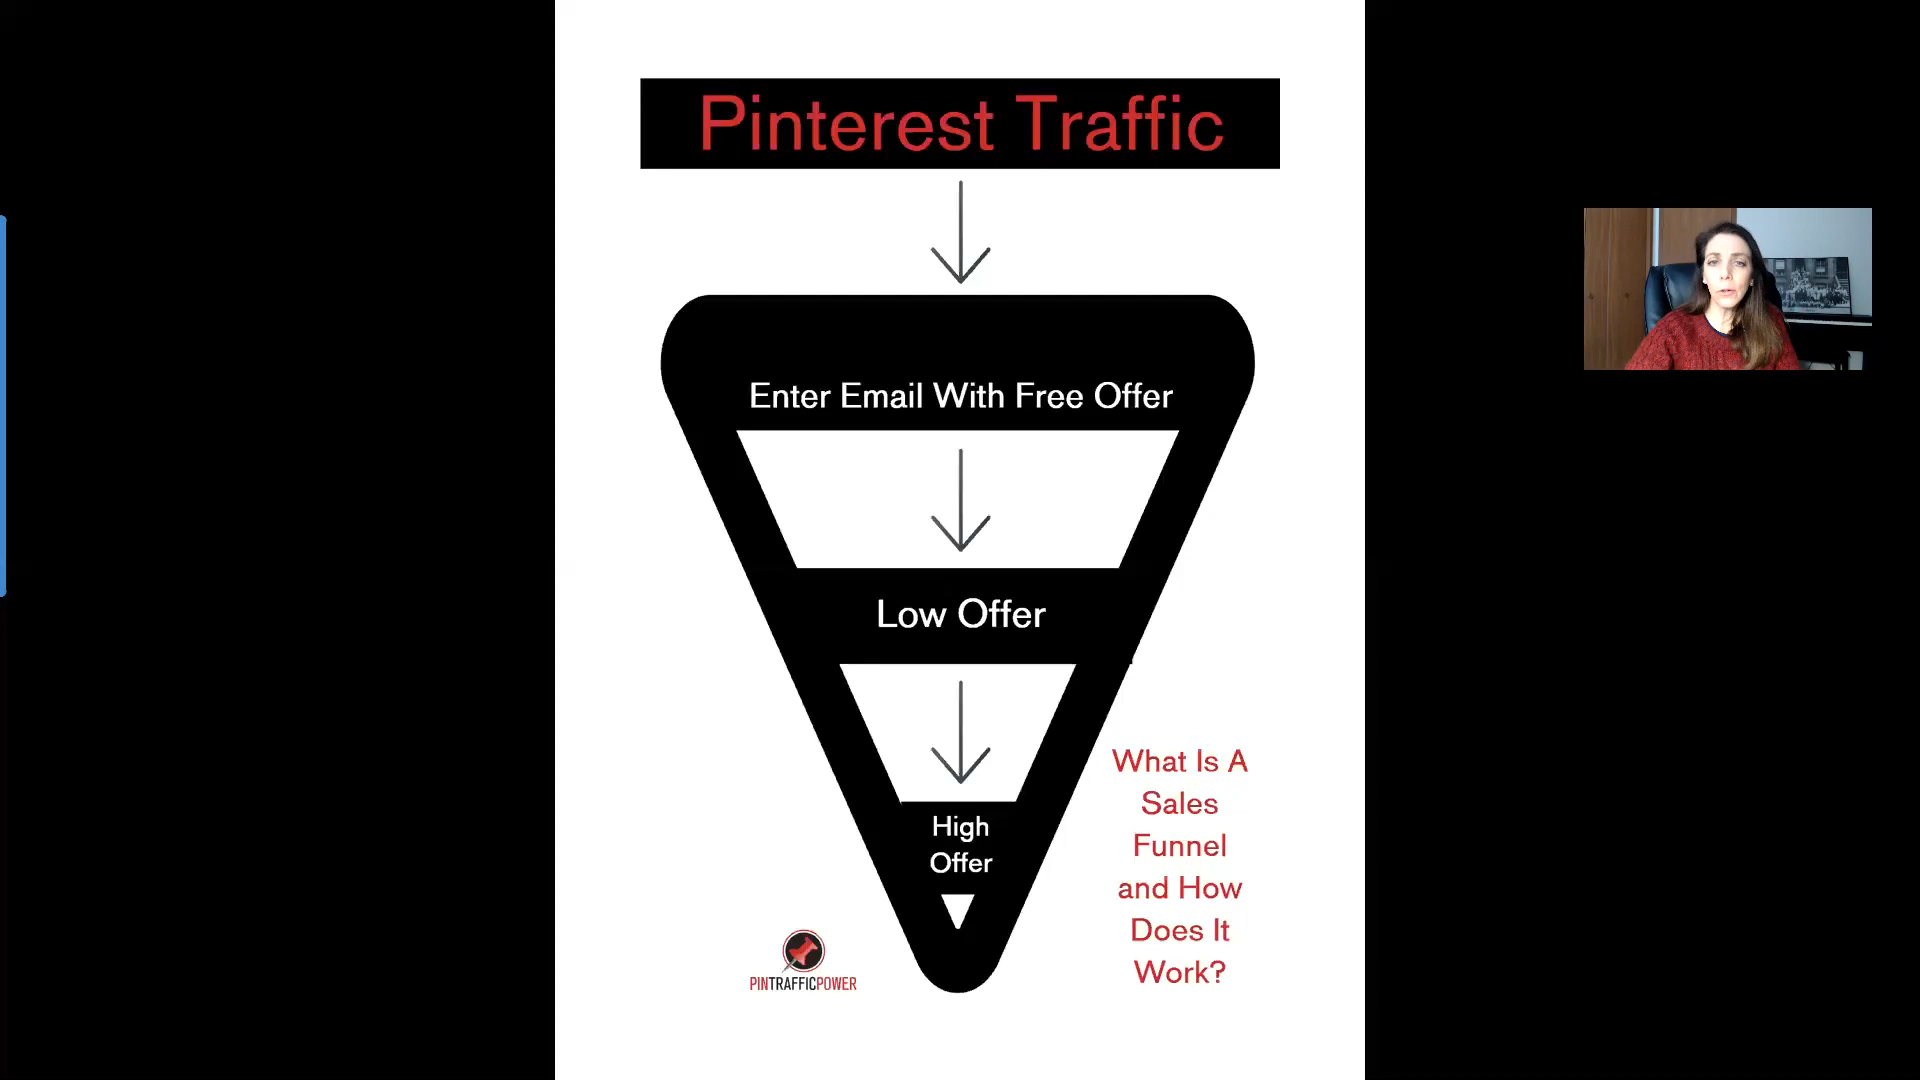 Pinterest Traffic
Enter Email With Free Offer
Low Offer
High
Offer
What Is A
Sales
Funnel
and How
Does It
Work?
PINTRAFFICPOWER